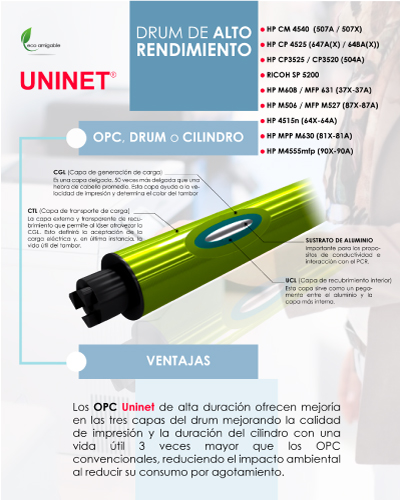 eco amigable
UNINET®
DRUM DE ALTO
RENDIMIENTO
HP CM 4540 (507A / 507X)
HP CP 4525 (647A(X) / 648A(X))
HP CP3525 / CP3520 (504A)
RICOH SP 5200
HP M608 / MFP 631 (37X-37A)
HP M506 / MFP M527 (87X-87A)
HP 4515n (64X-64A)
HP MPF M630 (81X-81A)
HP M4555mfp (90X-90A)
OPC, DRUM o CILINDRO
CGL (Capa de generación de carga)
Es una capa delgada, 50 veces más delgada que una
hebra de cabello promedio. Esta capa ayuda a la ve-
locidad de impresión y determina el color del tambor
CTL (Capa de transporte de carga)
La capa externa y transparente de recu-
brimiento que permite al láser atravesar la
CGL. Esta definirá la aceptación de la
carga eléctrica y, en última instancia, la
vida útil del tambor.
SUSTRATO DE ALUMINIO
Importante para los propo-
sitos de conductividad e
interacción con el PCR.
UCL (Capa de recubrimiento interior)
Esta capa sirve como un pega-
mento entre el aluminio y la
capa más interna.
VENTAJAS
Los OPC Uninet de alta duración ofrecen mejoría
en las tres capas del drum mejorando la calidad
de impresión y la duración del cilindro con una
vida útil 3 veces mayor que los OPC
convencionales, reduciendo el impacto ambiental
al reducir su consumo por agotamiento.